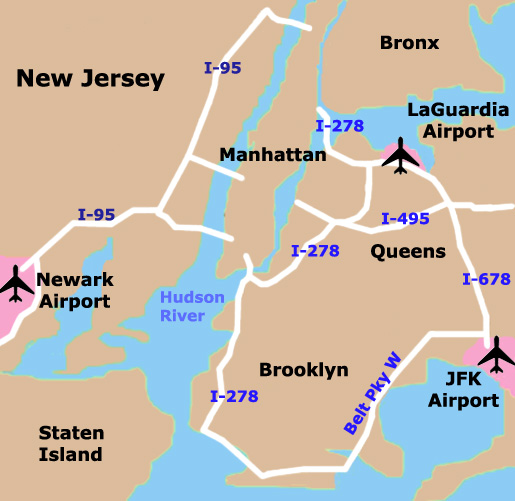 Bronx
New Jersey
I-95
LaGuardia
Airport
I-278
Manhattan
I-95
I-495
I-278
Queens
Newark
Airport
I-678
Hudson
River
Brooklyn
Belt Pky W
JFK
Airport
I-278
Staten
Island